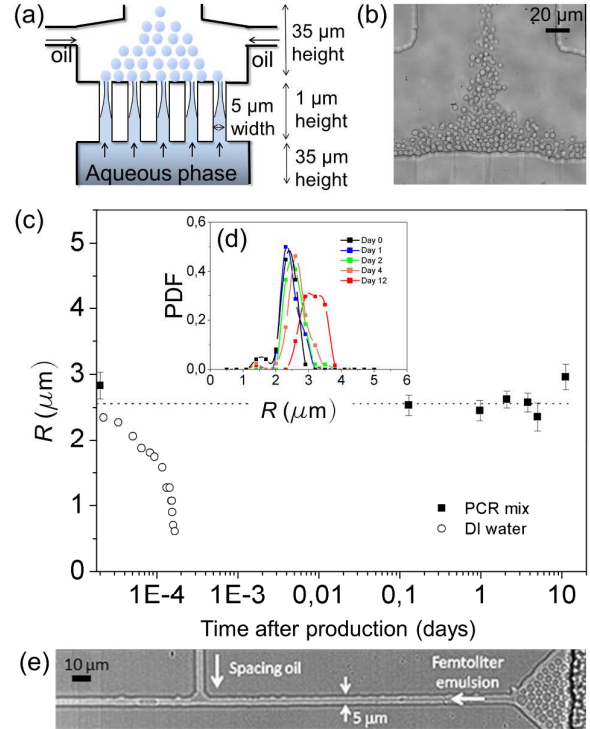 (a)
oil
oil
35 µm
height
5 µm
width
1 µm
height
Aqueous phase
35 µm
height
(b)
20 µm
(c)
R (µm)
5
4
3
2
1
0
1E-4
1E-3
0,01
0,1
1
10
Time after production (days)
PCR mix
DI water
(d)
PDF
0,6
0,4
0,2
0,0
0 1 2 3 4 5 6
R (µm)
Day 0
Day 1
Day 2
Day 4
Day 12
(e)
10 µm
Spacing oil
5 µm
Femtoliter
emulsion